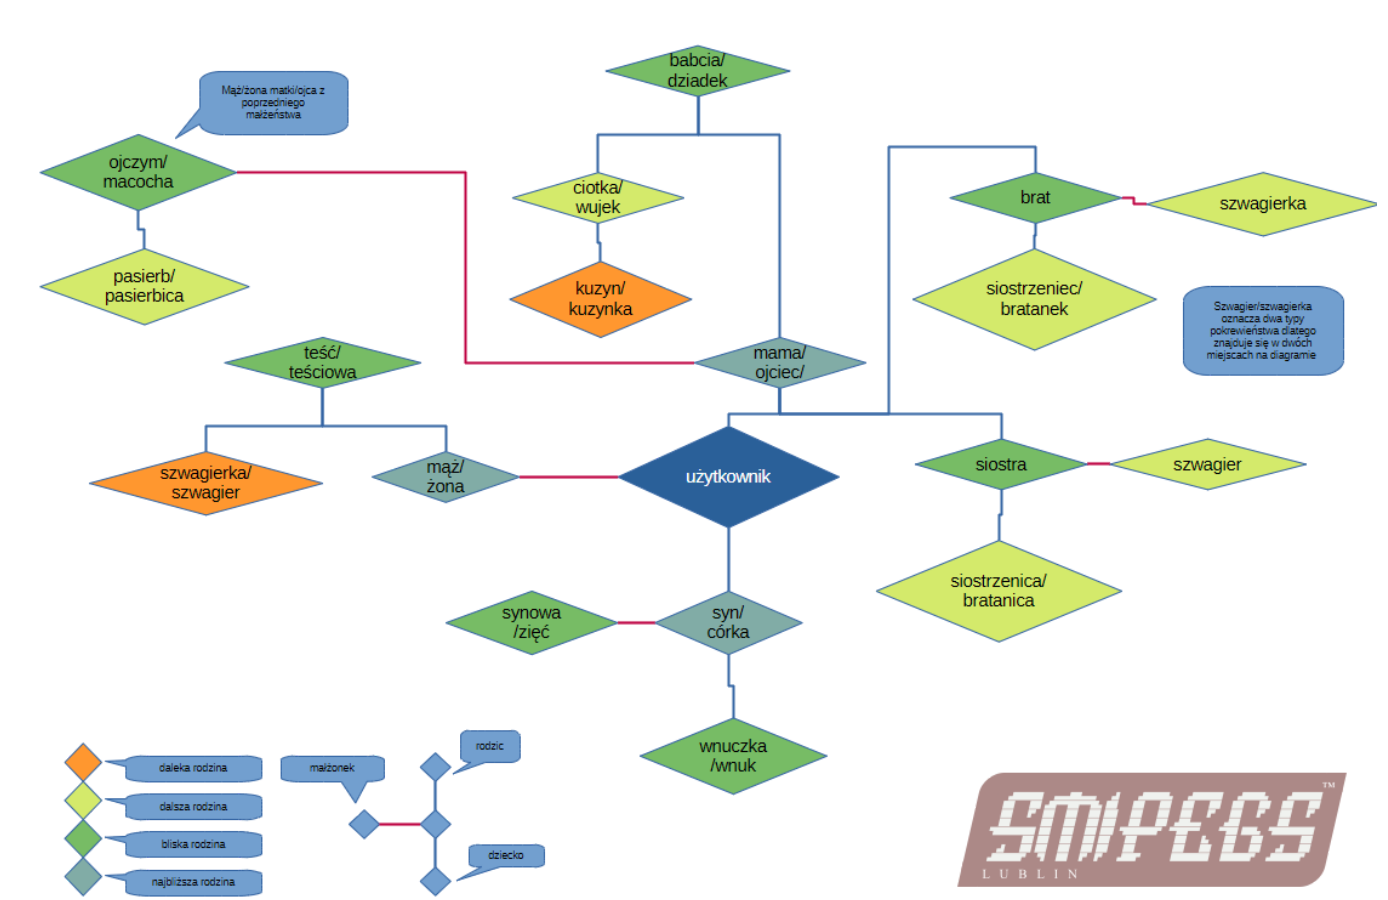 babcia/
dziadek
Mąż/żona matki/ojca z
poprzedniego
małżeństwa
ojczym/
macocha
ciotka/
wujek
brat
szwagierka
pasierb/
pasierbica
kuzyn/
kuzynka
siostrzeniec/
bratanek
Szwagier/szwagierka
oznacza dwa typy
pokrewieństwa dlatego
znajduje się w dwóch
miejscach na diagramie
teść/
teściowa
mama/
ojciec/
szwagierka/
szwagier
mąż/
żona
użytkownik
siostra
szwagier
siostrzenica/
bratanica
synowa
/zięć
syn/
córka
wnuczka
/wnuk
daleka rodzina
dalsza rodzina
bliska rodzina
najbliższa rodzina
małżonek
rodzic
dziecko
SMIPEGS™
LUBLIN